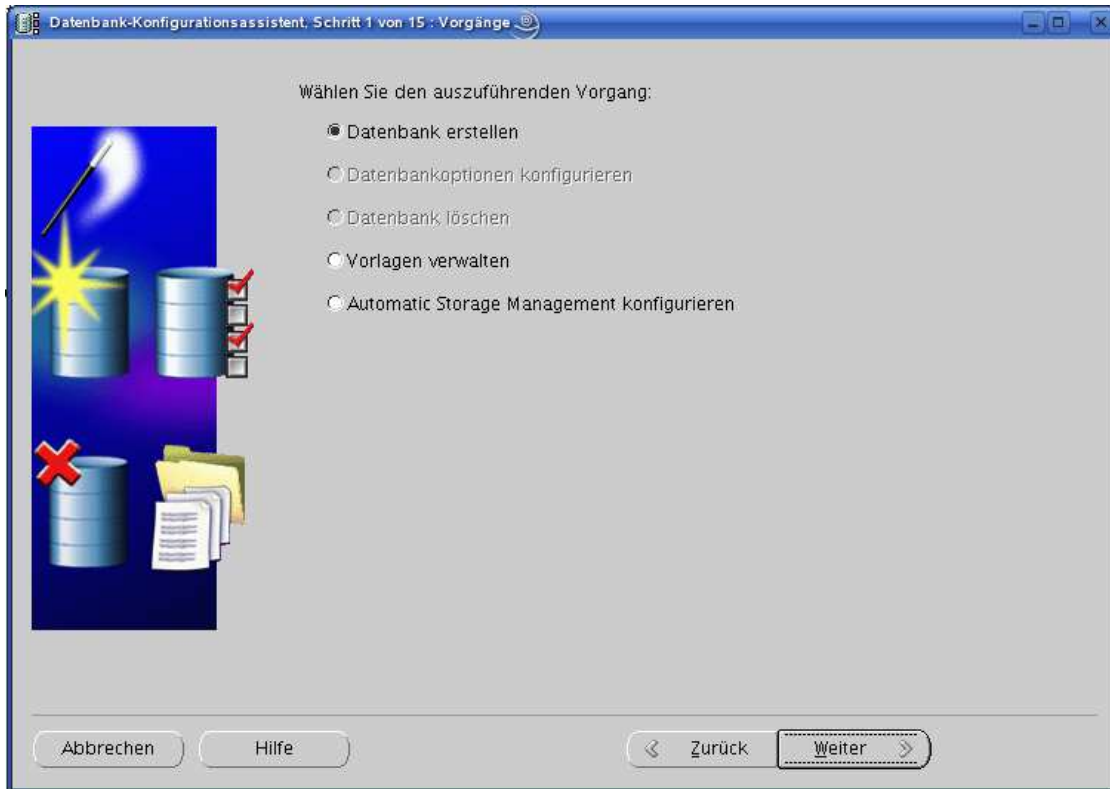 Datenbank-Konfigurationsassistent, Schritt 1 von 15 : Vorgänge
Wählen Sie den auszuführenden Vorgang:
Datenbank erstellen
Datenbankoptionen konfigurieren
Datenbank löschen
Vorlagen verwalten
Automatic Storage Management konfigurieren
Abbrechen
Hilfe
Zurück
Weiter